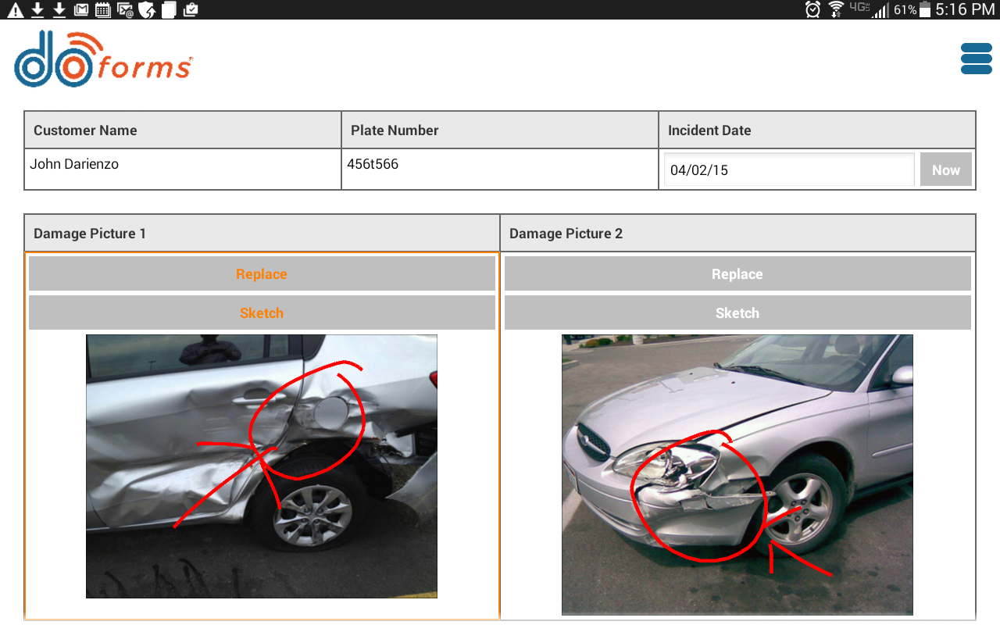 4G LTE 61% 5:16 PM
doforms
Customer Name Plate Number Incident Date
John Darienzo 456t566 04/02/15 Now
Damage Picture 1 Damage Picture 2
Replace Replace
Sketch Sketch